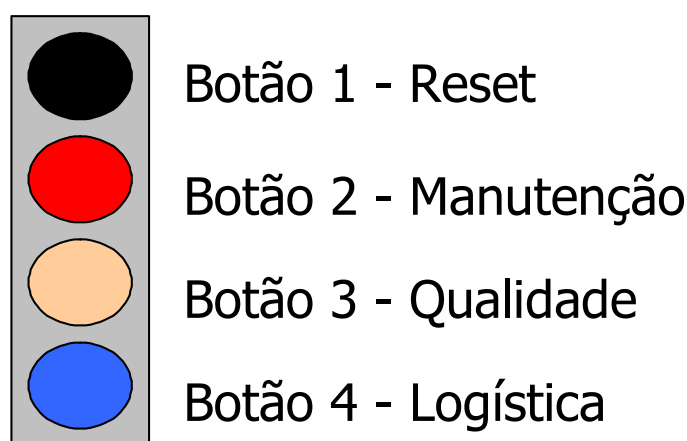 Botão 1 - Reset
Botão 2 - Manutenção
Botão 3 - Qualidade
Botão 4 - Logística